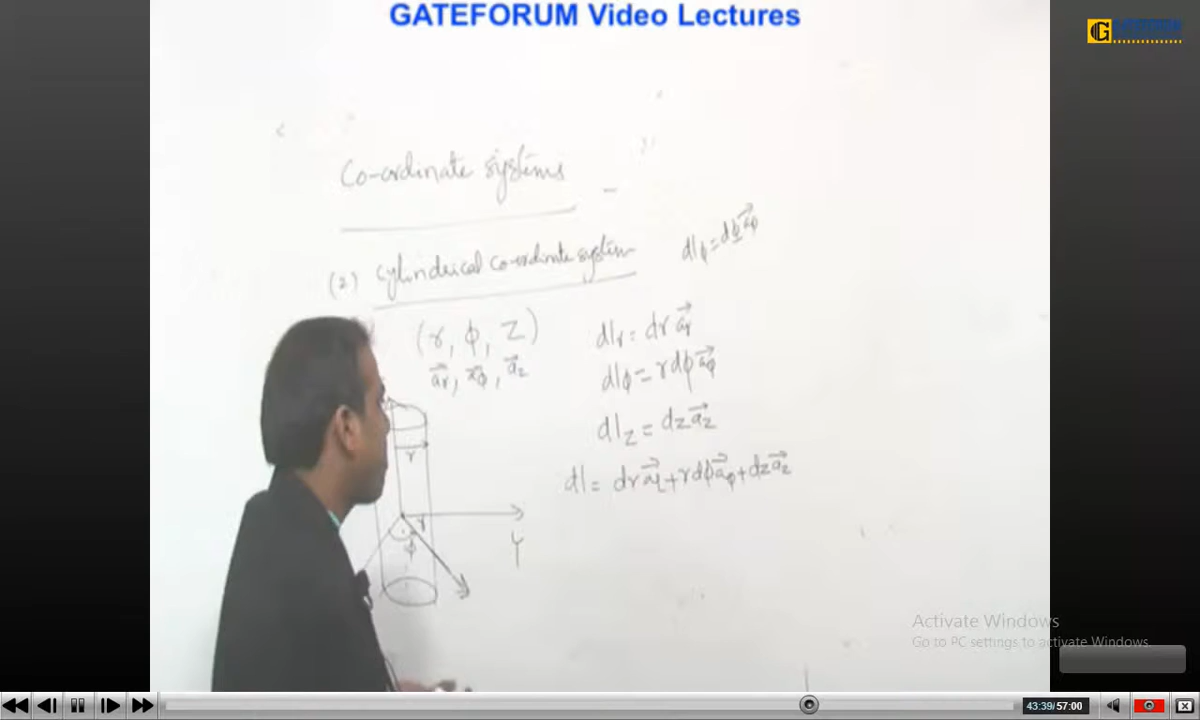 GATEFORUM Video Lectures
Co-ordinate systems
(2) Cylindrical co-ordinate system
dlϕ = dϕ a⃗ϕ
(r, ϕ, Z)
a⃗r, a⃗ϕ, a⃗z
dlr = dr a⃗r
dlϕ = r dϕ a⃗ϕ
dlz = dz a⃗z
dl = dr a⃗r + r dϕ a⃗ϕ + dz a⃗z
r
r
ϕ
Y
Activate Windows
Go to PC settings to activate Windows.
43:39/57:00